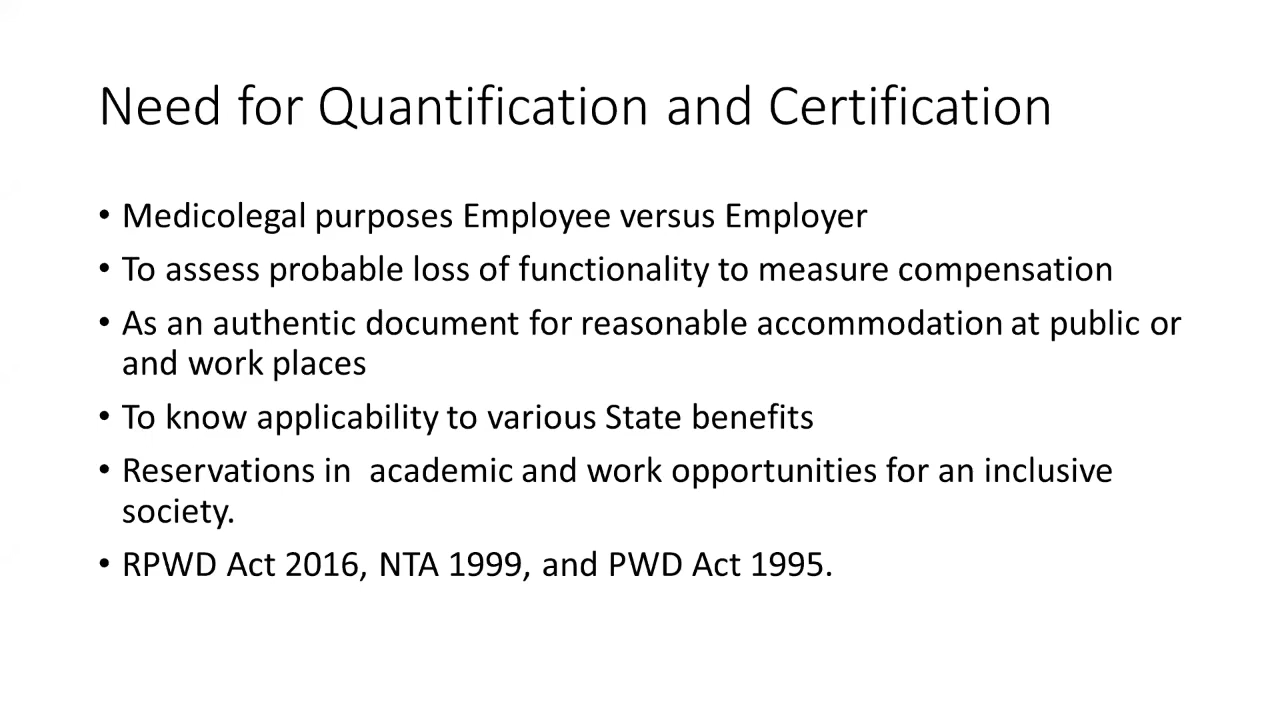 Need for Quantification and Certification
• Medicolegal purposes Employee versus Employer
• To assess probable loss of functionality to measure compensation
• As an authentic document for reasonable accommodation at public or
and work places
• To know applicability to various State benefits
• Reservations in  academic and work opportunities for an inclusive
society.
• RPWD Act 2016, NTA 1999, and PWD Act 1995.